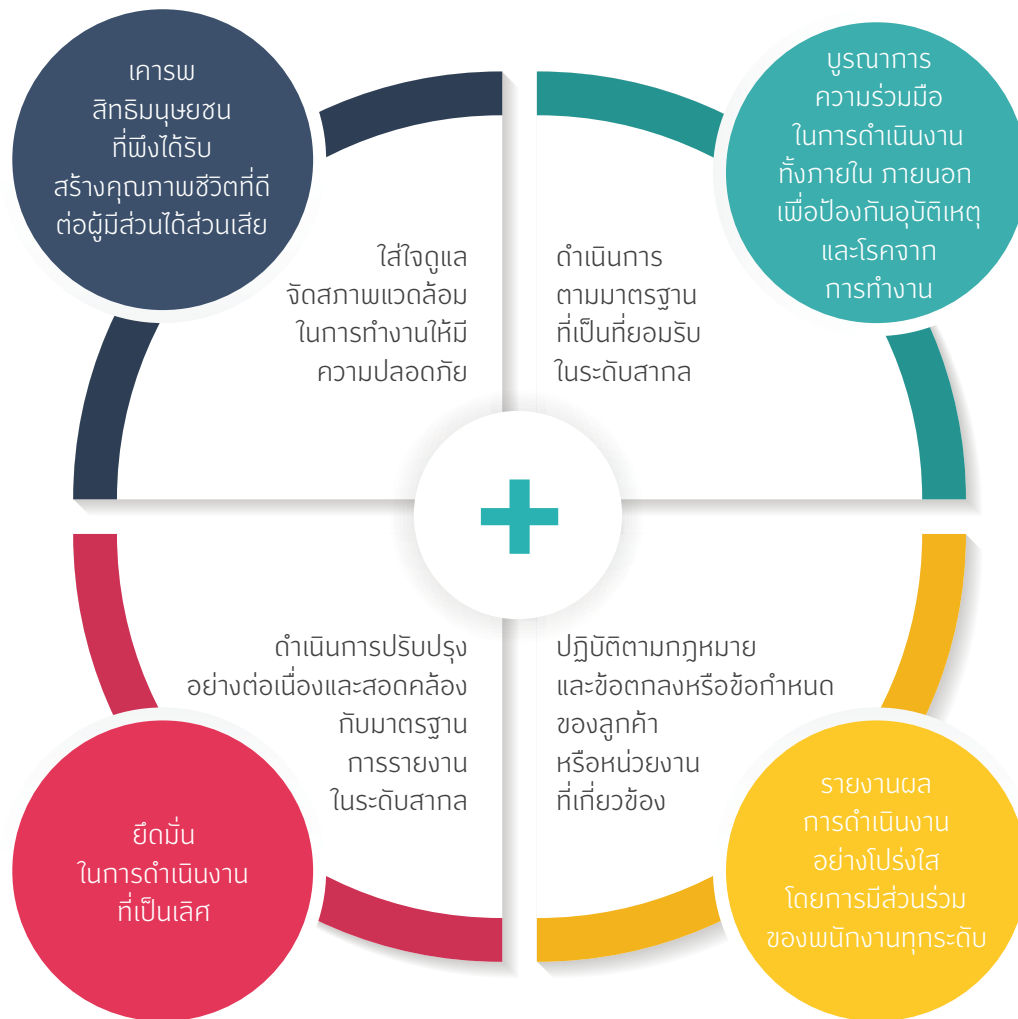 เคารพ
สิทธิมนุษยชน
ที่พึงได้รับ
สร้างคุณภาพชีวิตที่ดี
ต่อผู้มีส่วนได้ส่วนเสีย
ใส่ใจดูแล
จัดสภาพแวดล้อม
ในการทำงานให้มี
ความปลอดภัย
บูรณาการ
ความร่วมมือ
ในการดำเนินงาน
ทั้งภายใน ภายนอก
เพื่อป้องกันอุบัติเหตุ
และโรคจาก
การทำงาน
ดำเนินการ
ตามมาตรฐาน
ที่เป็นที่ยอมรับ
ในระดับสากล
ดำเนินการปรับปรุง
อย่างต่อเนื่องและสอดคล้อง
กับมาตรฐาน
การรายงาน
ในระดับสากล
ยึดมั่น
ในการดำเนินงาน
ที่เป็นเลิศ
ปฏิบัติตามกฎหมาย
และข้อตกลงหรือข้อกำหนด
ของลูกค้า
หรือหน่วยงาน
ที่เกี่ยวข้อง
รายงานผล
การดำเนินงาน
อย่างโปร่งใส
โดยการมีส่วนร่วม
ของพนักงานทุกระดับ